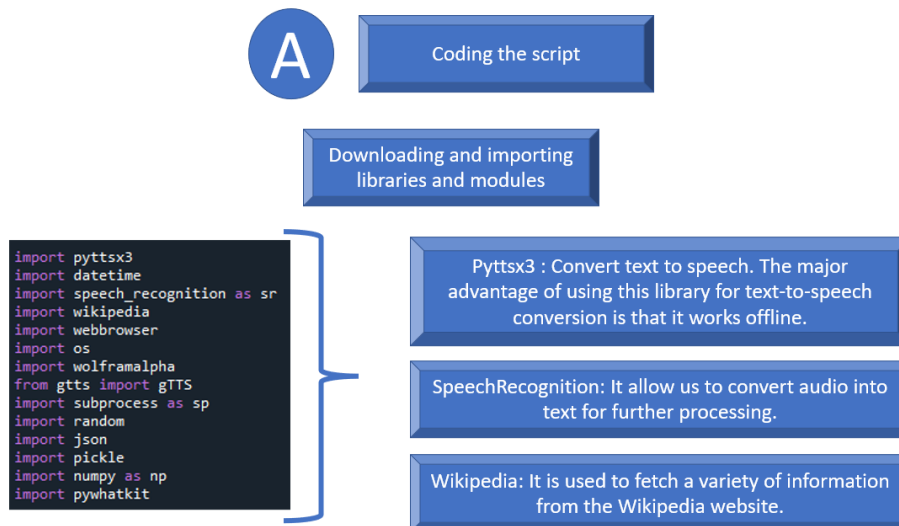 A
Coding the script
Downloading and importing
libraries and modules
import pyttsx3
import datetime
import speech_recognition as sr
import wikipedia
import webbrowser
import os
import wolframalpha
from gtts import gTTS
import subprocess as sp
import random
import json
import pickle
import numpy as np
import pywhatkit
Pyttsx3 : Convert text to speech. The major
advantage of using this library for text-to-speech
conversion is that it works offline.
SpeechRecognition: It allow us to convert audio into
text for further processing.
Wikipedia: It is used to fetch a variety of information
from the Wikipedia website.